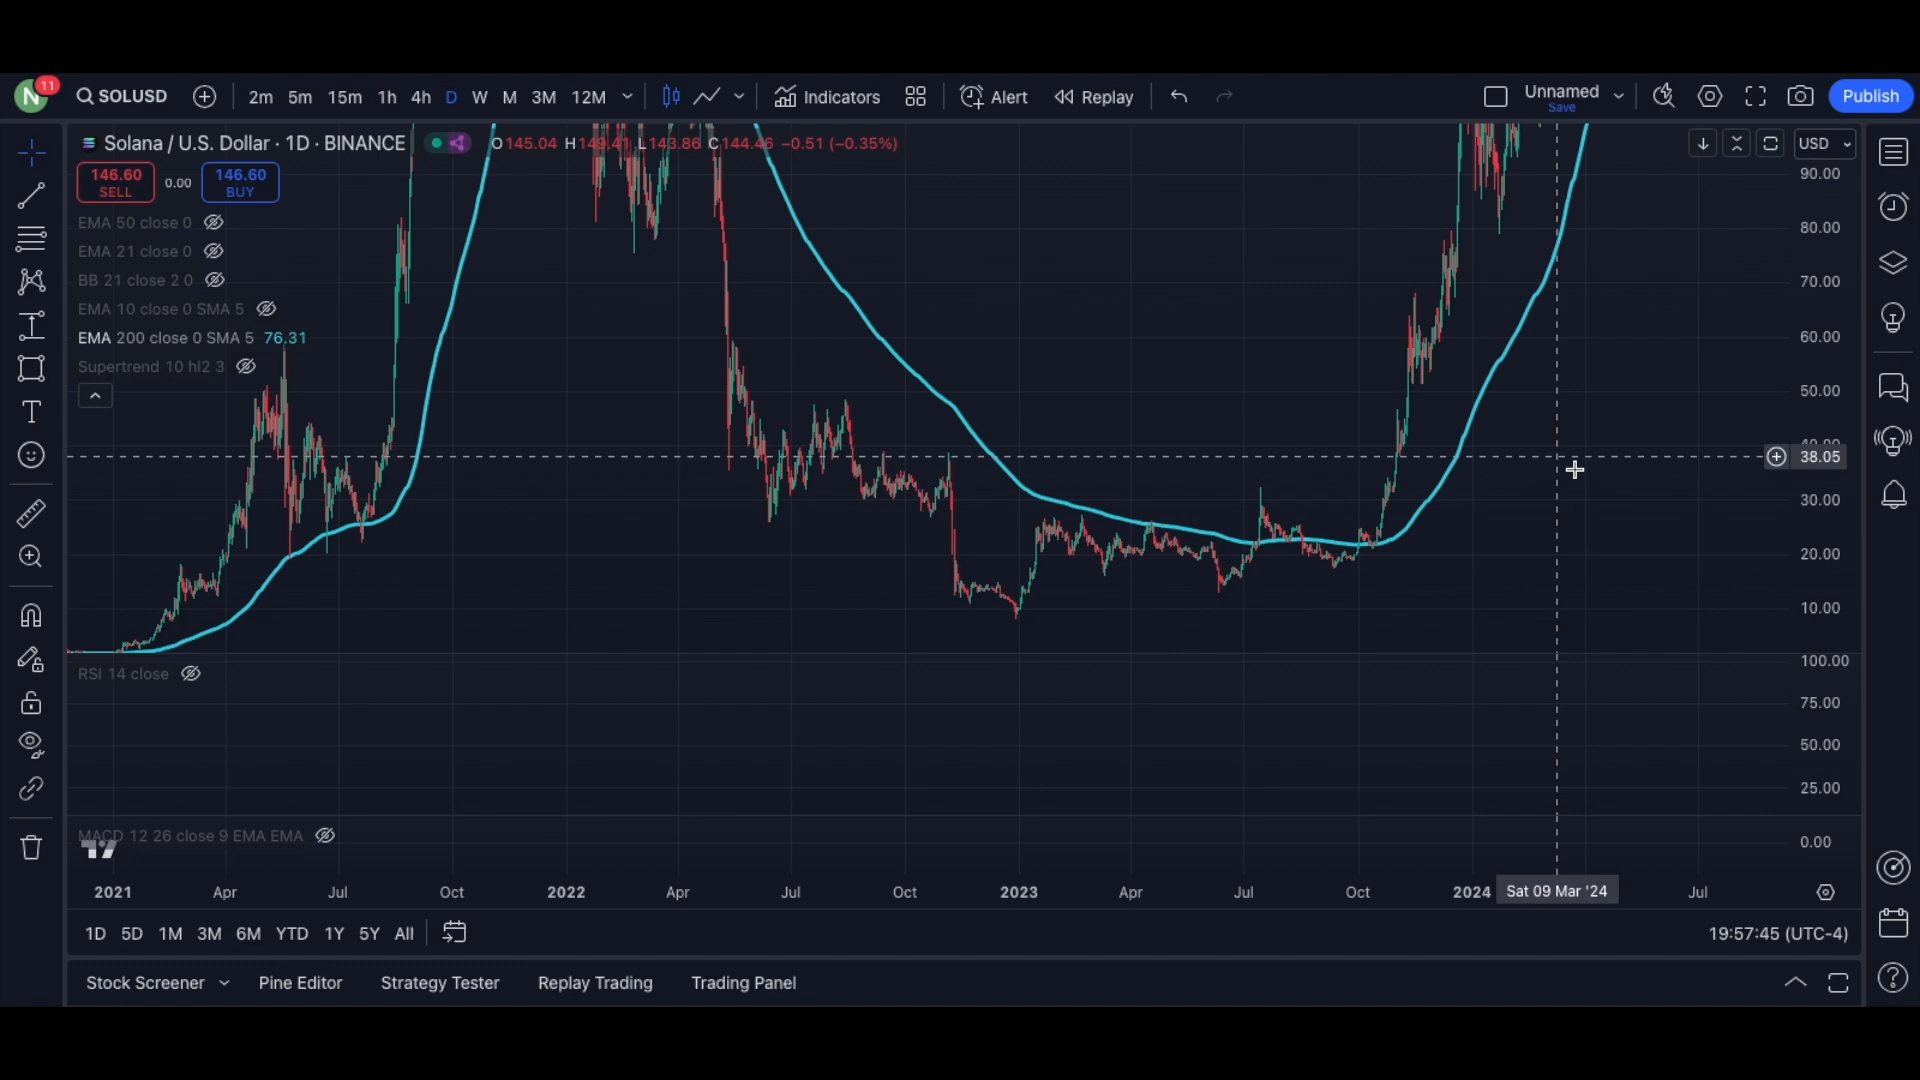 N 11 SOLUSD 2m 5m 15m 1h 4h D W M 3M 12M Indicators Alert Replay Unnamed Save Publish
Solana / U.S. Dollar · 1D · BINANCE O145.04 H149.41 L143.86 C144.46 −0.51 (−0.35%) USD
146.60 SELL 0.00 146.60 BUY
90.00
EMA 50 close 0
80.00
EMA 21 close 0
BB 21 close 2 0
70.00
EMA 10 close 0 SMA 5
EMA 200 close 0 SMA 5 76.31
60.00
Supertrend 10 hl2 3
50.00
40.00
38.05
30.00
20.00
10.00
100.00
RSI 14 close
75.00
50.00
25.00
MACD 12 26 close 9 EMA EMA
0.00
2021 Apr Jul Oct 2022 Apr Jul Oct 2023 Apr Jul Oct 2024 Sat 09 Mar '24 Jul
1D 5D 1M 3M 6M YTD 1Y 5Y All 19:57:45 (UTC-4)
Stock Screener Pine Editor Strategy Tester Replay Trading Trading Panel